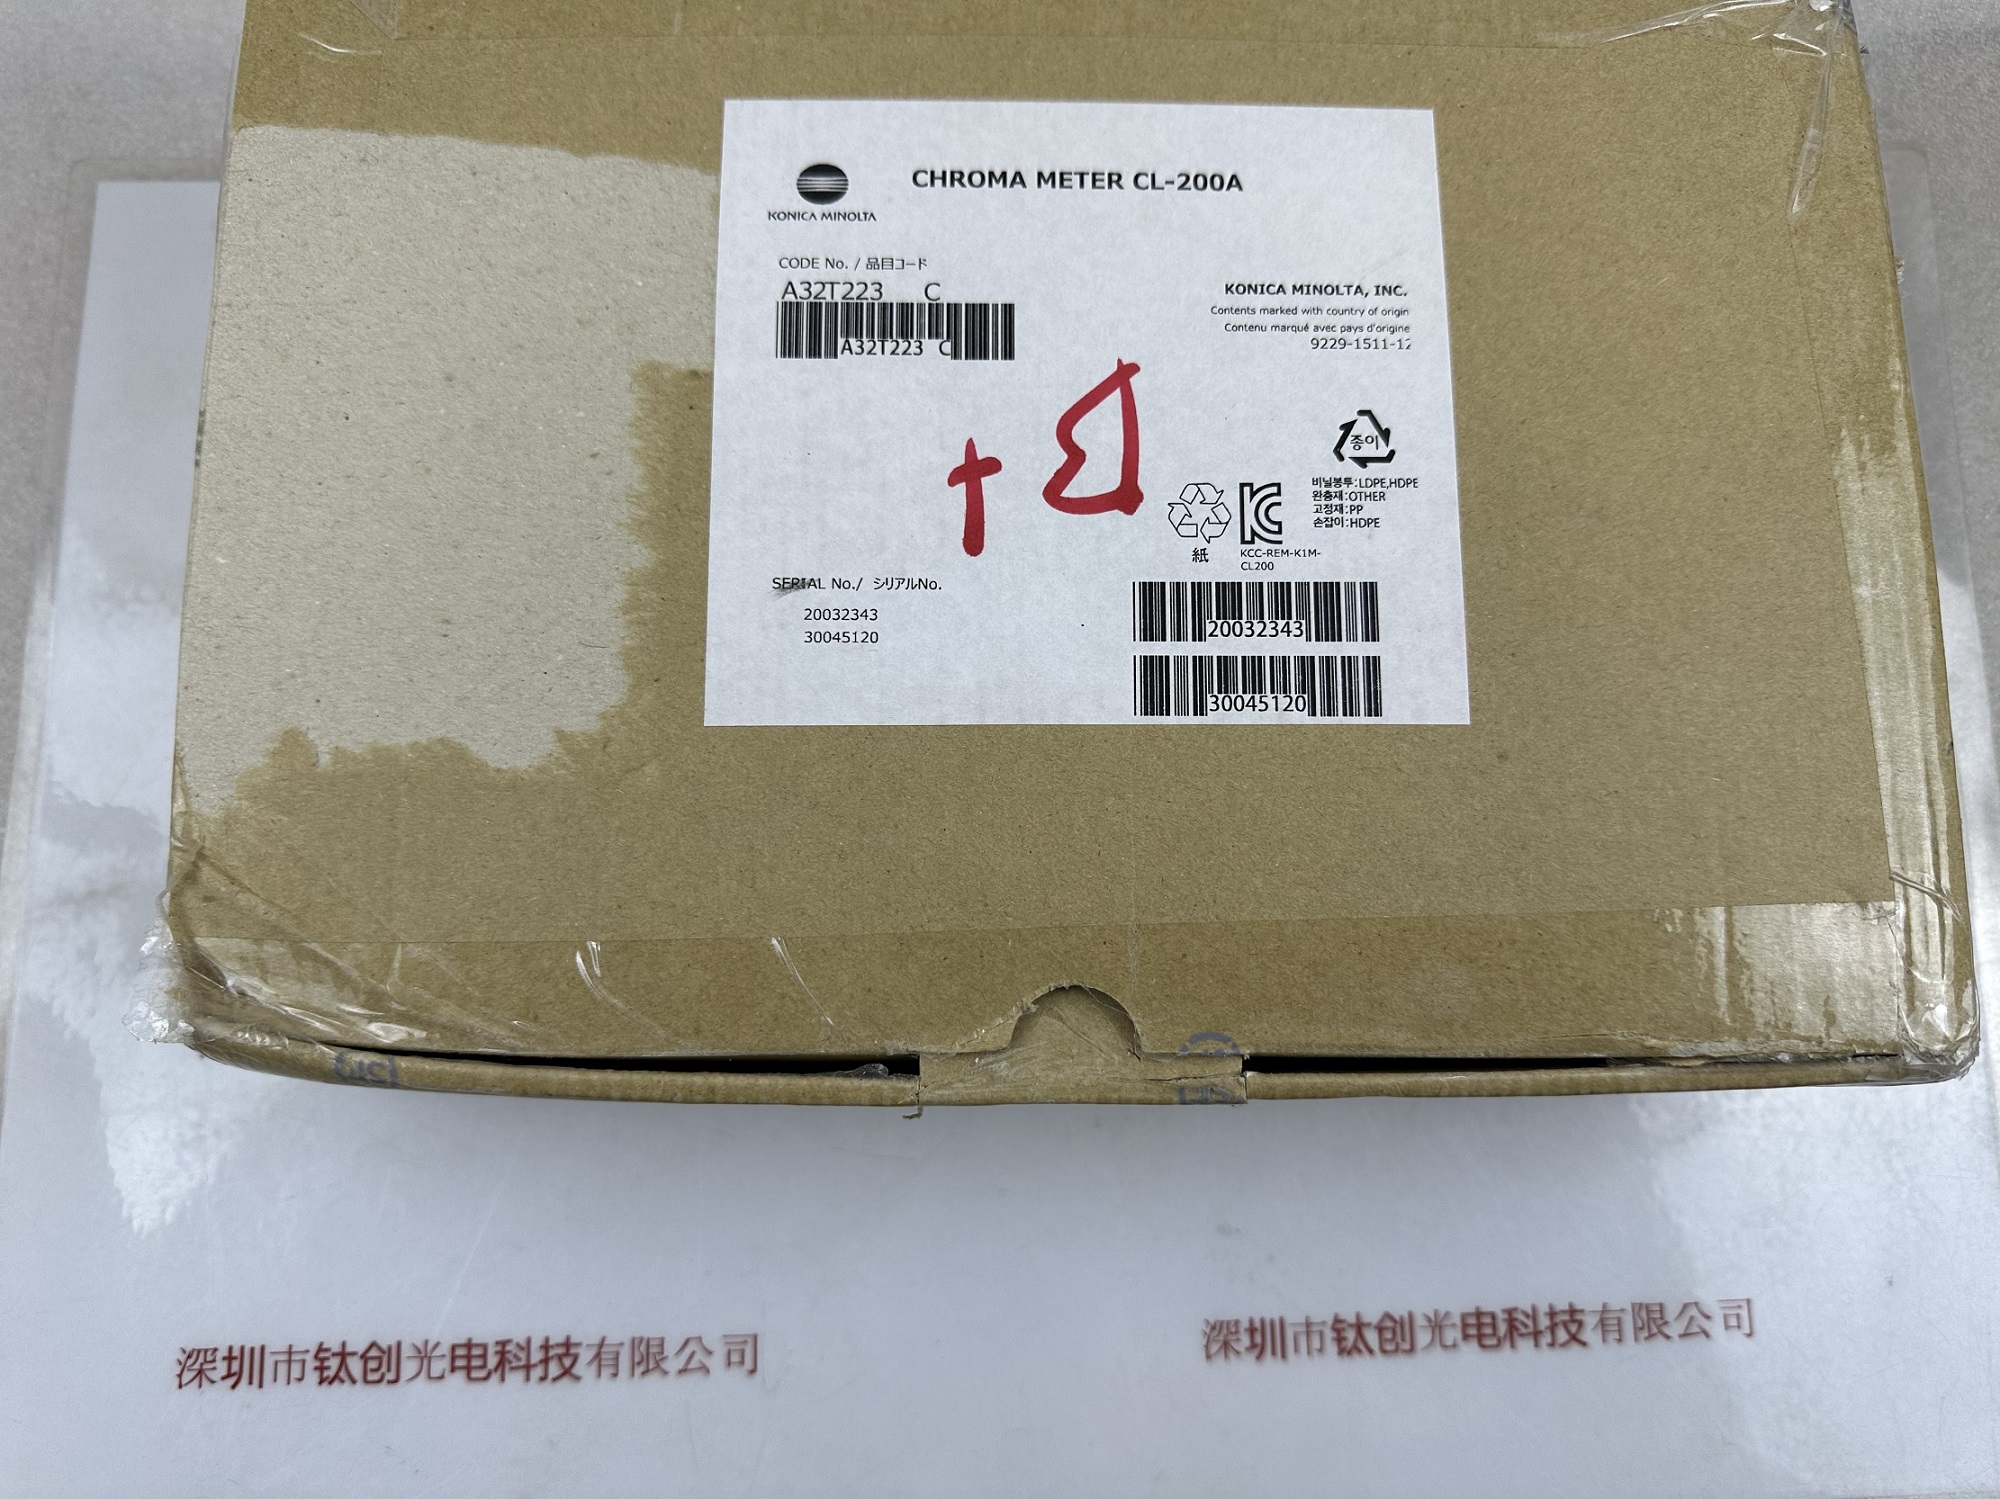 CHROMA METER CL-200A
KONICA MINOLTA
CODE No. / 品目コード
A32T223 C
A32T223 C
KONICA MINOLTA, INC.
Contents marked with country of origin
Contenu marqué avec pays d'origine
9229-1511-12
종이
비닐봉투:LDPE,HDPE
완충재:OTHER
고정재:PP
손잡이:HDPE
紙
KCC-REM-K1M-
CL200
SERIAL No./ シリアルNo.
20032343
30045120
20032343
30045120
深圳市钛创光电科技有限公司
深圳市钛创光电科技有限公司